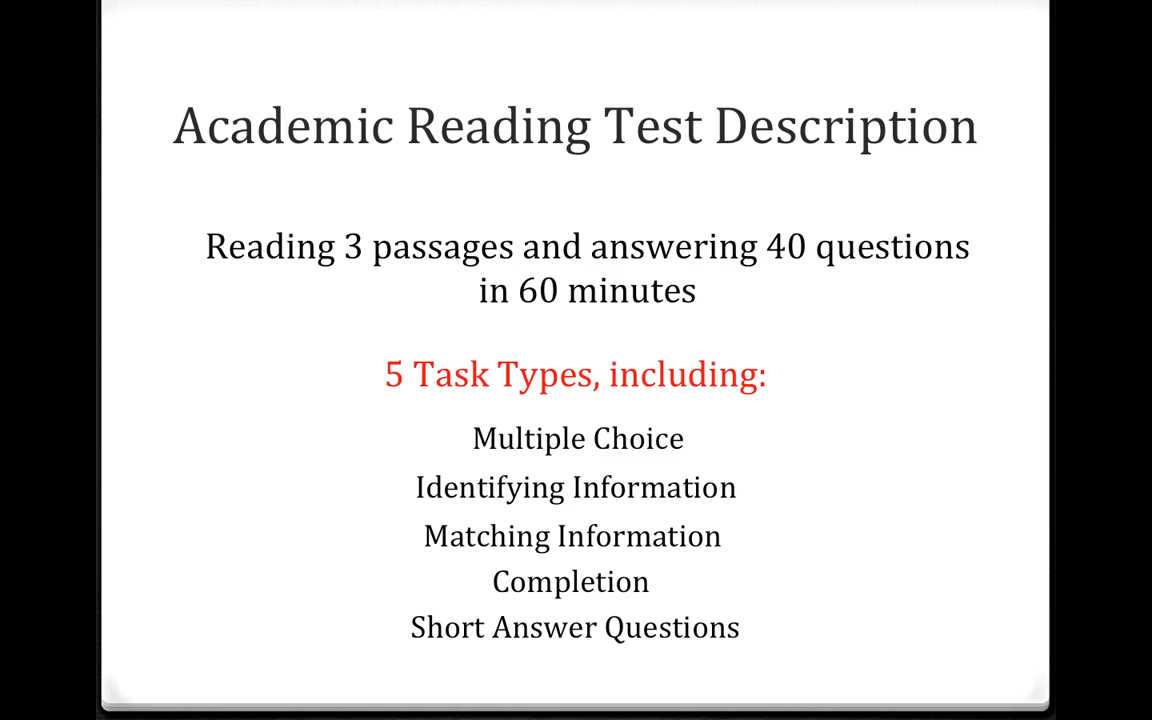 Academic Reading Test Description
Reading 3 passages and answering 40 questions
in 60 minutes
5 Task Types, including:
Multiple Choice
Identifying Information
Matching Information
Completion
Short Answer Questions